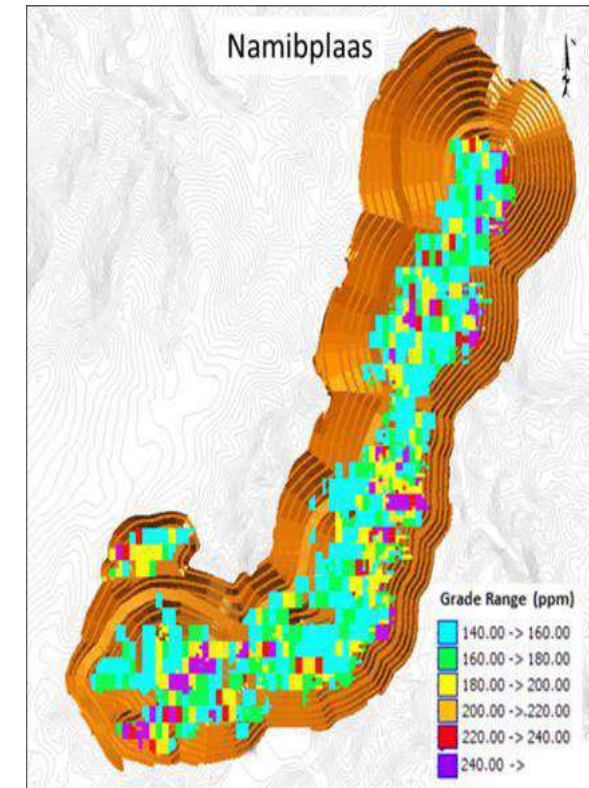 Namibplaas
Grade Range (ppm)
140.00 -> 160.00
160.00 -> 180.00
180.00 -> 200.00
200.00 ->.220.00
220.00 -> 240.00
240.00 ->